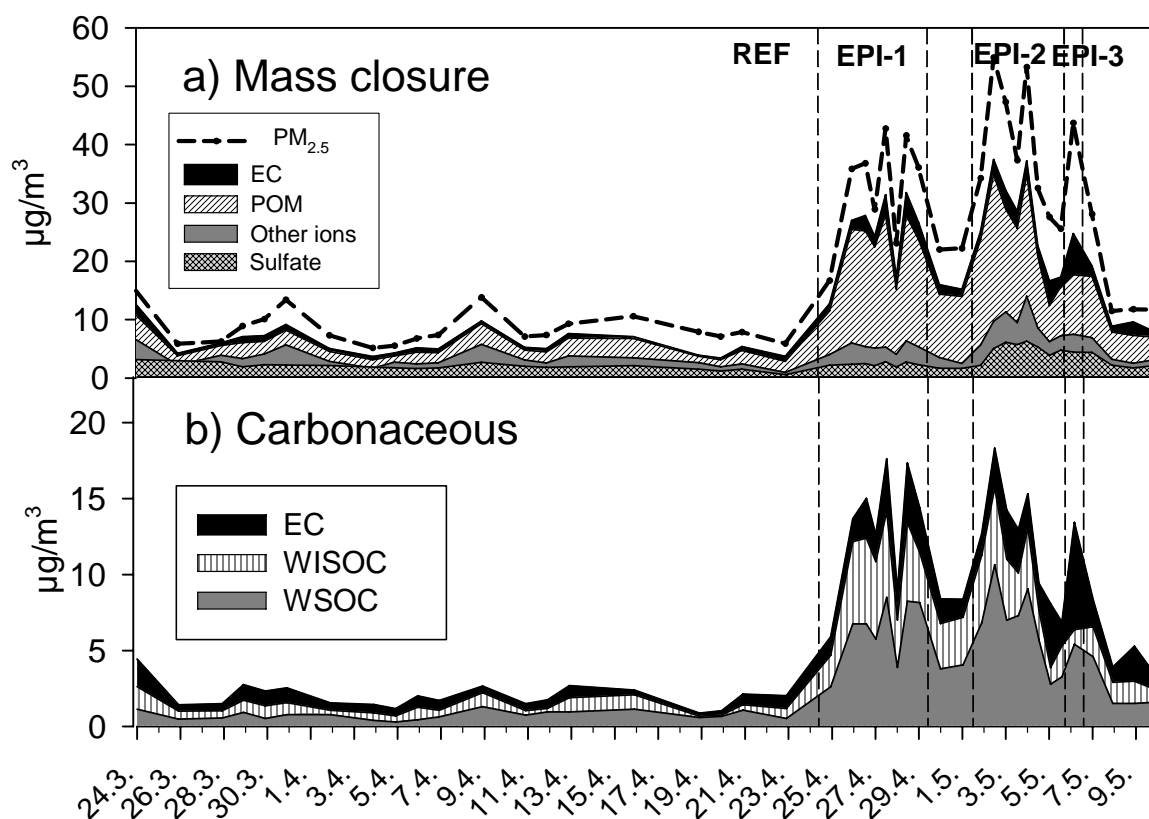 60
50
40
30
20
10
0
µg/m³
REF
EPI-1
EPI-2
EPI-3
a) Mass closure
PM₂.₅
EC
POM
Other ions
Sulfate
20
15
10
5
0
µg/m³
b) Carbonaceous
EC
WISOC
WSOC
24.3.
26.3.
28.3.
30.3.
1.4.
3.4.
5.4.
7.4.
9.4.
11.4.
13.4.
15.4.
17.4.
19.4.
21.4.
23.4.
25.4.
27.4.
29.4.
1.5.
3.5.
5.5.
7.5.
9.5.